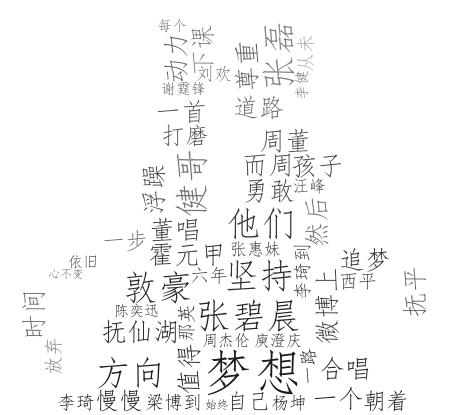 每个
动力
下课
刘欢
谢霆锋
尊重
张磊
李健
从未
一首
道路
打磨
周董
浮躁
健哥
而周孩子
勇敢
汪峰
然后
董唱
他们
一步
霍元甲
张惠妹
李琦到
追梦
依旧
心不变
敦豪
六年
坚持
西平
上
微博
抚平
时间
陈奕迅
那英
张碧晨
抚仙湖
周杰伦
庾澄庆
放弃
方向
值得
梦想
一路
合唱
李琦
慢慢
梁博到
始终
自己
杨坤
一个
朝着